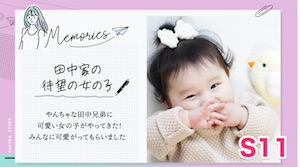 Memories
田中家の
待望の女の子
やんちゃな田中兄弟に
可愛い女の子がやってきた!
みんなに可愛がってもらいました
S11